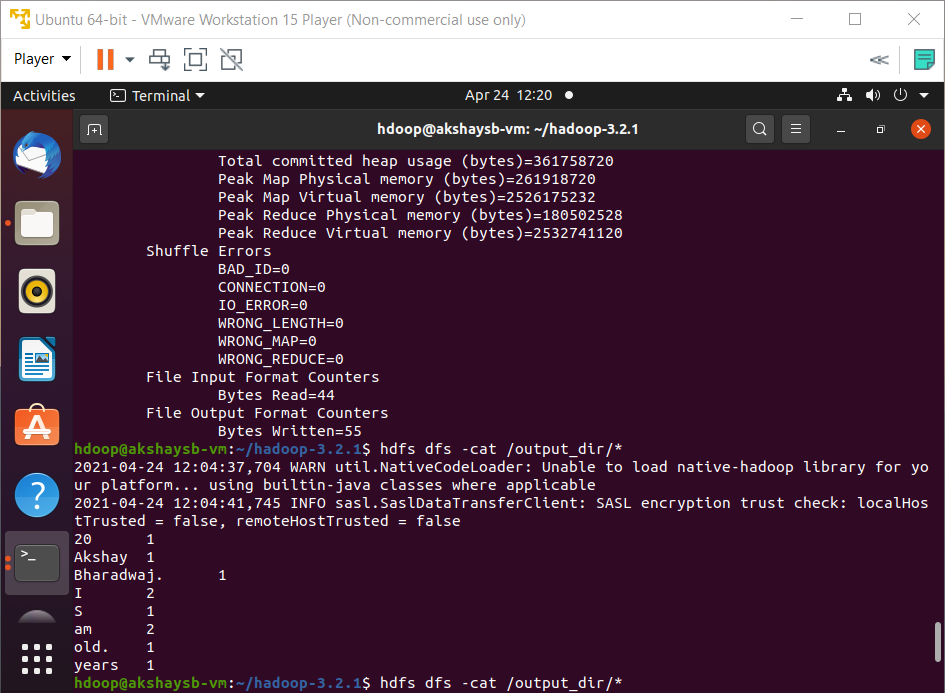 Ubuntu 64-bit - VMware Workstation 15 Player (Non-commercial use only)
Player
Activities Terminal Apr 24 12:20
hdoop@akshaysb-vm: ~/hadoop-3.2.1
Total committed heap usage (bytes)=361758720
Peak Map Physical memory (bytes)=261918720
Peak Map Virtual memory (bytes)=2526175232
Peak Reduce Physical memory (bytes)=180502528
Peak Reduce Virtual memory (bytes)=2532741120
Shuffle Errors
BAD_ID=0
CONNECTION=0
IO_ERROR=0
WRONG_LENGTH=0
WRONG_MAP=0
WRONG_REDUCE=0
File Input Format Counters
Bytes Read=44
File Output Format Counters
Bytes Written=55
hdoop@akshaysb-vm:~/hadoop-3.2.1$ hdfs dfs -cat /output_dir/*
2021-04-24 12:04:37,704 WARN util.NativeCodeLoader: Unable to load native-hadoop library for yo
ur platform... using builtin-java classes where applicable
2021-04-24 12:04:41,745 INFO sasl.SaslDataTransferClient: SASL encryption trust check: localHos
tTrusted = false, remoteHostTrusted = false
20 1
Akshay 1
Bharadwaj. 1
I 2
S 1
am 2
old. 1
years 1
hdoop@akshaysb-vm:~/hadoop-3.2.1$ hdfs dfs -cat /output_dir/*